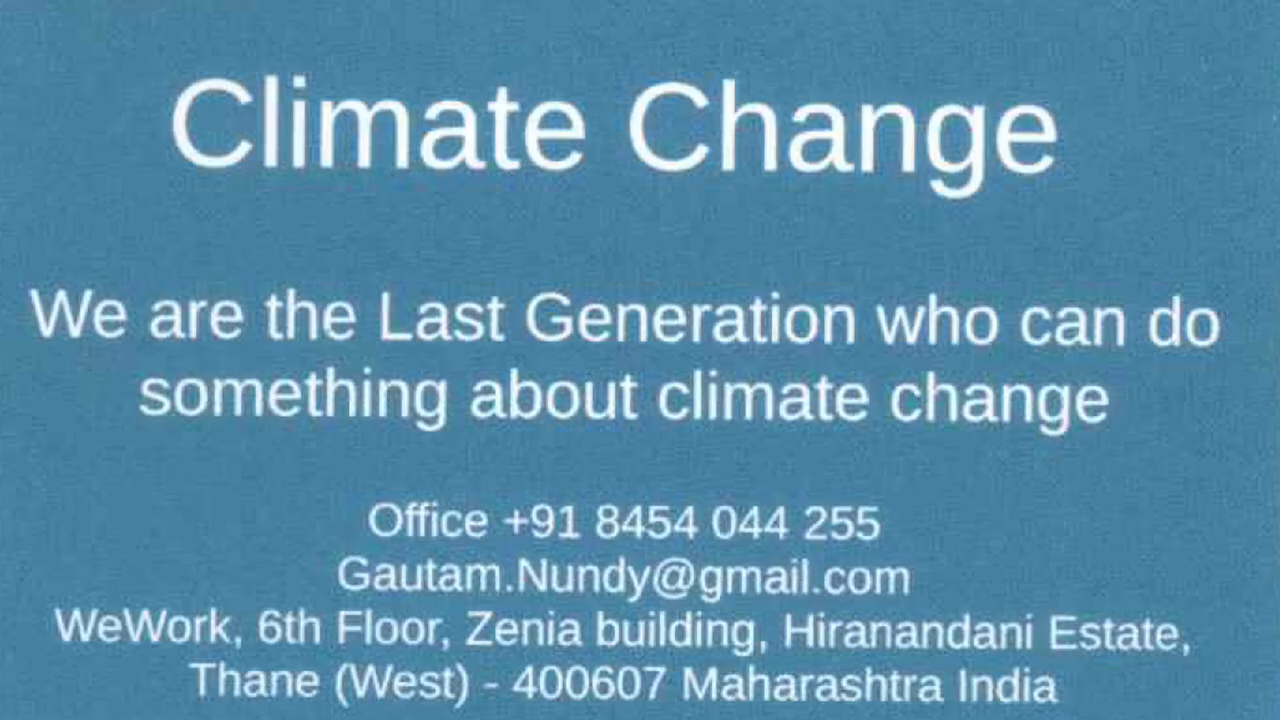 Climate Change
We are the Last Generation who can do
something about climate change
Office +91 8454 044 255
Gautam.Nundy@gmail.com
WeWork, 6th Floor, Zenia building, Hiranandani Estate,
Thane (West) - 400607 Maharashtra India